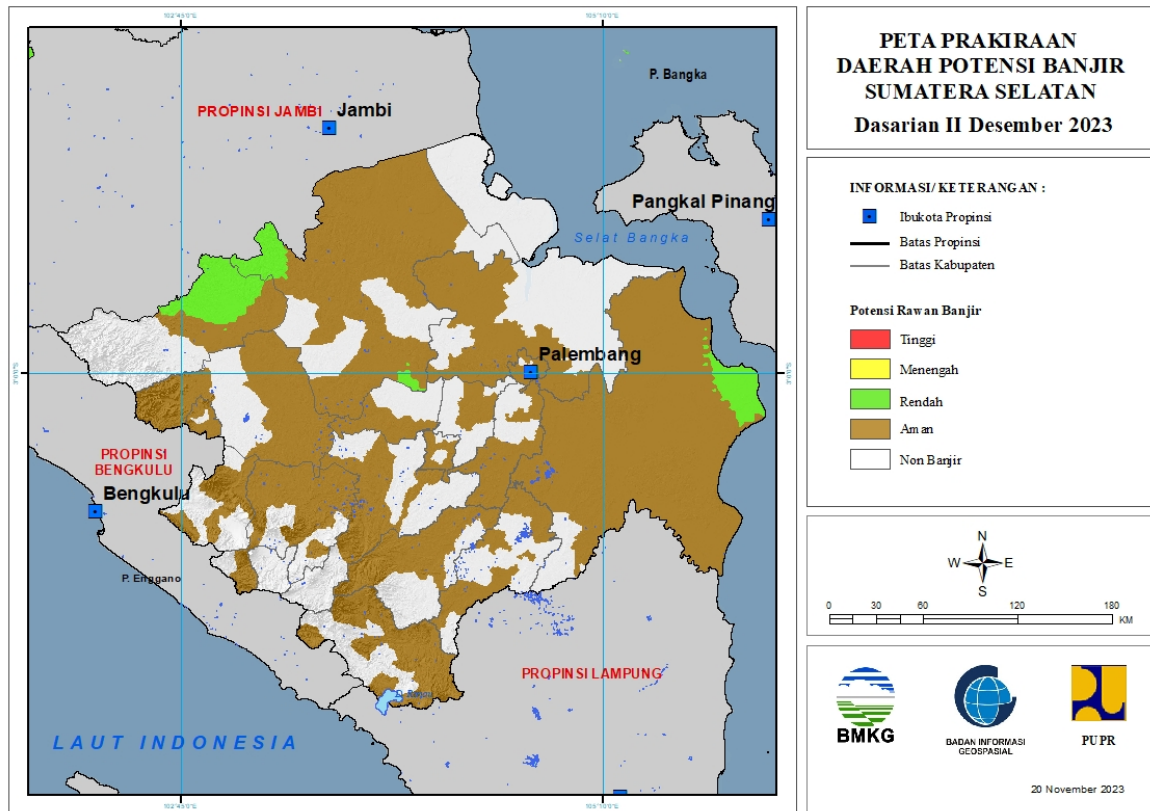 PETA PRAKIRAAN
DAERAH POTENSI BANJIR
SUMATERA SELATAN
Dasarian II Desember 2023
INFORMASI/ KETERANGAN :
Ibukota Propinsi
Batas Propinsi
Batas Kabupaten
Potensi Rawan Banjir
Tinggi
Menengah
Rendah
Aman
Non Banjir
N
W E
S
0 30 60 120 180
KM
BMKG
BADAN INFORMASI
GEOSPASIAL
PUPR
20 November 2023
P. Bangka
PROPINSI JAMBI
Jambi
Pangkal Pinang
Selat Bangka
Palembang
PROPINSI
BENGKULU
Bengkulu
P. Enggano
PROPINSI LAMPUNG
D. Ranau
LAUT INDONESIA